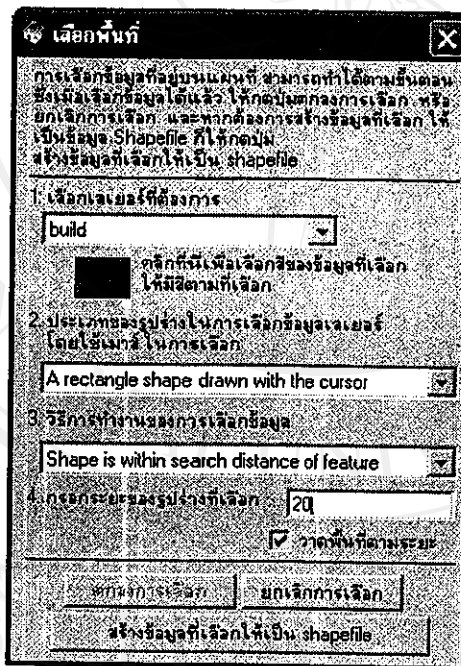 เลือกพื้นที่
การเลือกข้อมูลที่อยู่บนแผนที่ สามารถทำได้ตามขั้นตอน
ซึ่งเมื่อเลือกข้อมูลได้แล้ว ให้กดปุ่มตกลงการเลือก หรือ
ยกเลิกการเลือก และหากต้องการสร้างข้อมูลที่เลือก ให้
เป็นข้อมูล Shapefile ก็ให้กดปุ่ม
สร้างข้อมูลที่เลือกให้เป็น shapefile
1. เลือกเลเยอร์ที่ต้องการ
build
คลิกที่นี่เพื่อเลือกสีของข้อมูลที่เลือก
ให้มีสีตามที่เลือก
2. ประเภทของรูปร่างในการเลือกข้อมูลเลเยอร์
โดยใช้เมาส์ ในการเลือก
A rectangle shape drawn with the cursor
3. วิธีการทำงานของการเลือกข้อมูล
Shape is within search distance of feature
4. กรอกระยะของรูปร่างที่เลือก 20
วาดพื้นที่ตามระยะ
ตกลงการเลือก ยกเลิกการเลือก
สร้างข้อมูลที่เลือกให้เป็น shapefile